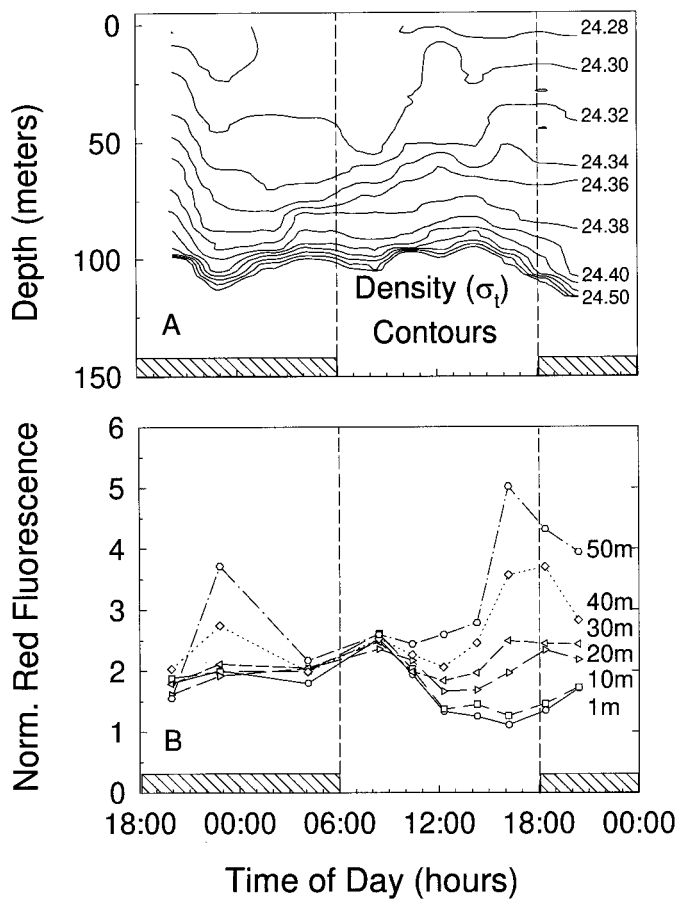 0
50
100
150
Depth (meters)
24.28
24.30
24.32
24.34
24.36
24.38
24.40
24.50
A
Density (σt)
Contours
6
5
4
3
2
1
0
Norm. Red Fluorescence
50m
40m
30m
20m
10m
1m
B
18:00 00:00 06:00 12:00 18:00 00:00
Time of Day (hours)